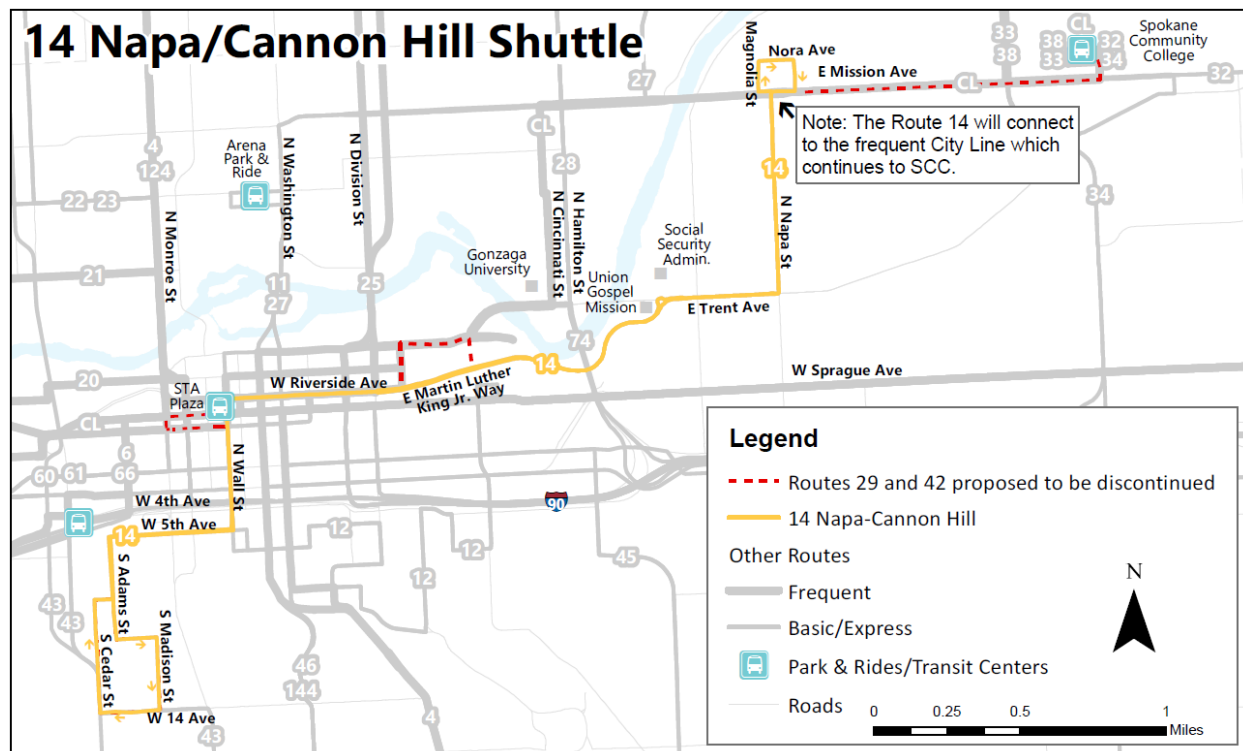 14 Napa/Cannon Hill Shuttle
Nora Ave
Magnolia St
E Mission Ave
CL
38
33
CL
32
34
Spokane
Community
College
33
38
32
27
CL
Note: The Route 14 will connect
to the frequent City Line which
continues to SCC.
4
124
Arena
Park &
Ride
N Washington St
N Division St
28
14
34
22
23
N Monroe St
N Cincinnati St
N Hamilton St
N Napa St
Social
Security
Admin.
Gonzaga
University
Union
Gospel
Mission
21
11
27
25
E Trent Ave
74
14
20
STA
Plaza
W Riverside Ave
E Martin Luther
King Jr. Way
W Sprague Ave
CL
6
66
60
61
N Wall St
W 4th Ave
90
W 5th Ave
14
12
12
12
45
S Adams St
43
43
S Madison St
S Cedar St
W 14 Ave
43
46
144
4
Legend
Routes 29 and 42 proposed to be discontinued
14 Napa-Cannon Hill
Other Routes
Frequent
Basic/Express
Park & Rides/Transit Centers
Roads
N
0 0.25 0.5 1
Miles